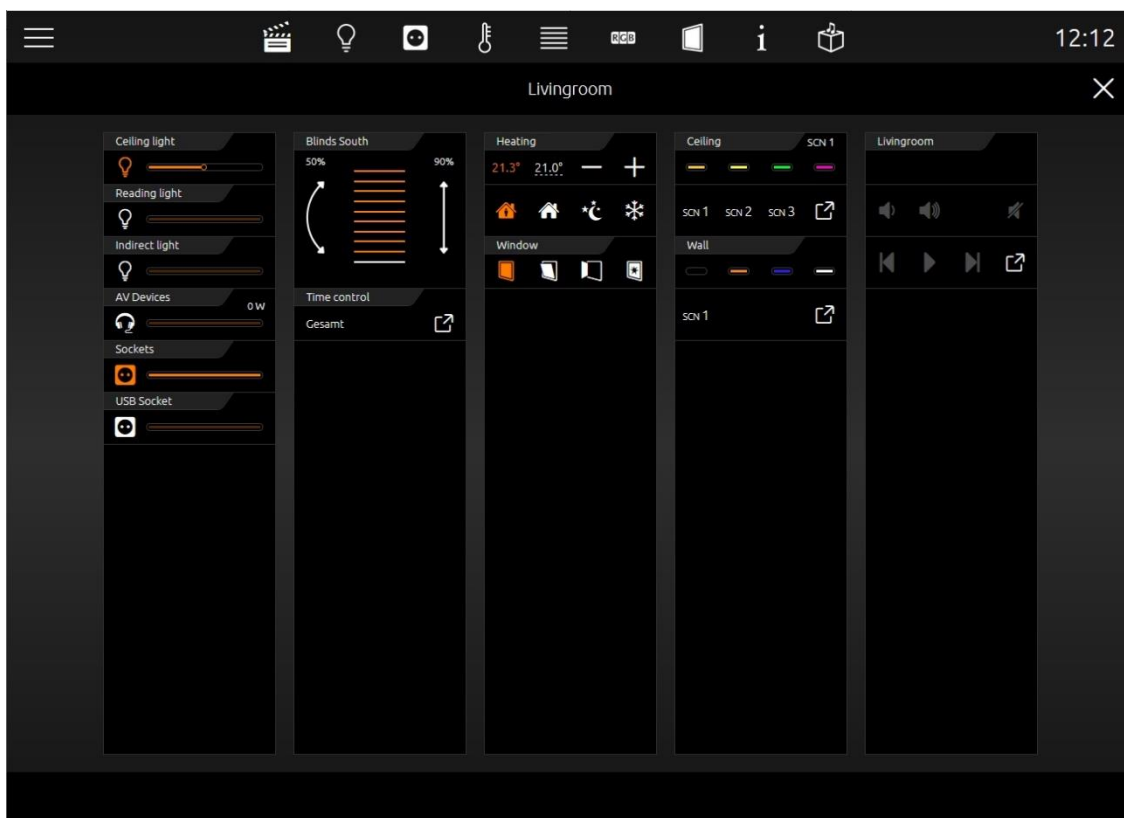 RGB
i
12:12
Livingroom
Ceiling light
Reading light
Indirect light
AV Devices
0 W
Sockets
USB Socket
Blinds South
50%
90%
Time control
Gesamt
Heating
21.3°
21.0°
Window
Ceiling
SCN 1
SCN 1 SCN 2 SCN 3
Wall
SCN 1
Livingroom